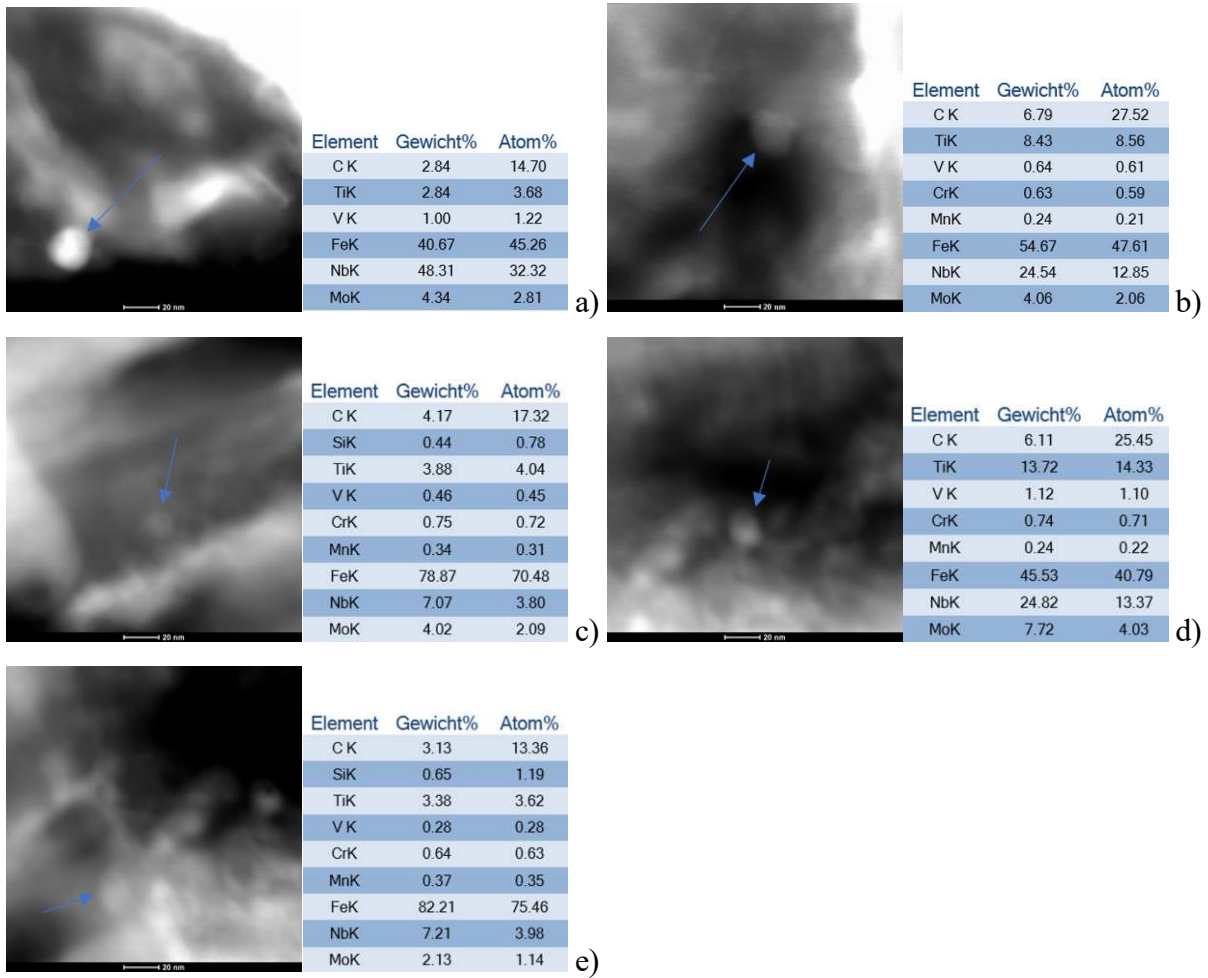 Element Gewicht% Atom%
C K 2.84 14.70
TiK 2.84 3.68
V K 1.00 1.22
FeK 40.67 45.26
NbK 48.31 32.32
MoK 4.34 2.81
20 nm
a)
Element Gewicht% Atom%
C K 6.79 27.52
TiK 8.43 8.56
V K 0.64 0.61
CrK 0.63 0.59
MnK 0.24 0.21
FeK 54.67 47.61
NbK 24.54 12.85
MoK 4.06 2.06
20 nm
b)
Element Gewicht% Atom%
C K 4.17 17.32
SiK 0.44 0.78
TiK 3.88 4.04
V K 0.46 0.45
CrK 0.75 0.72
MnK 0.34 0.31
FeK 78.87 70.48
NbK 7.07 3.80
MoK 4.02 2.09
20 nm
c)
Element Gewicht% Atom%
C K 6.11 25.45
TiK 13.72 14.33
V K 1.12 1.10
CrK 0.74 0.71
MnK 0.24 0.22
FeK 45.53 40.79
NbK 24.82 13.37
MoK 7.72 4.03
20 nm
d)
Element Gewicht% Atom%
C K 3.13 13.36
SiK 0.65 1.19
TiK 3.38 3.62
V K 0.28 0.28
CrK 0.64 0.63
MnK 0.37 0.35
FeK 82.21 75.46
NbK 7.21 3.98
MoK 2.13 1.14
20 nm
e)